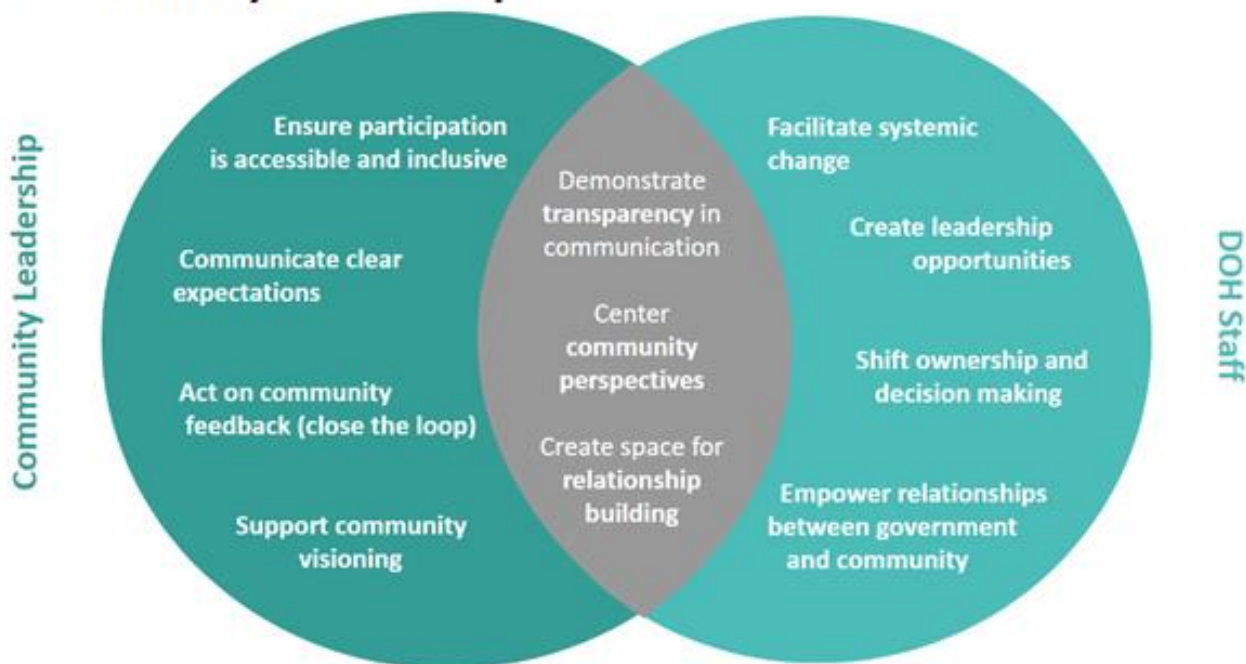 Community Leadership
Ensure participation
is accessible and inclusive
Communicate clear
expectations
Act on community
feedback (close the loop)
Support community
visioning
Demonstrate
transparency in
communication
Center
community
perspectives
Create space for
relationship
building
Facilitate systemic
change
Create leadership
opportunities
Shift ownership and
decision making
Empower relationships
between government
and community
DOH Staff